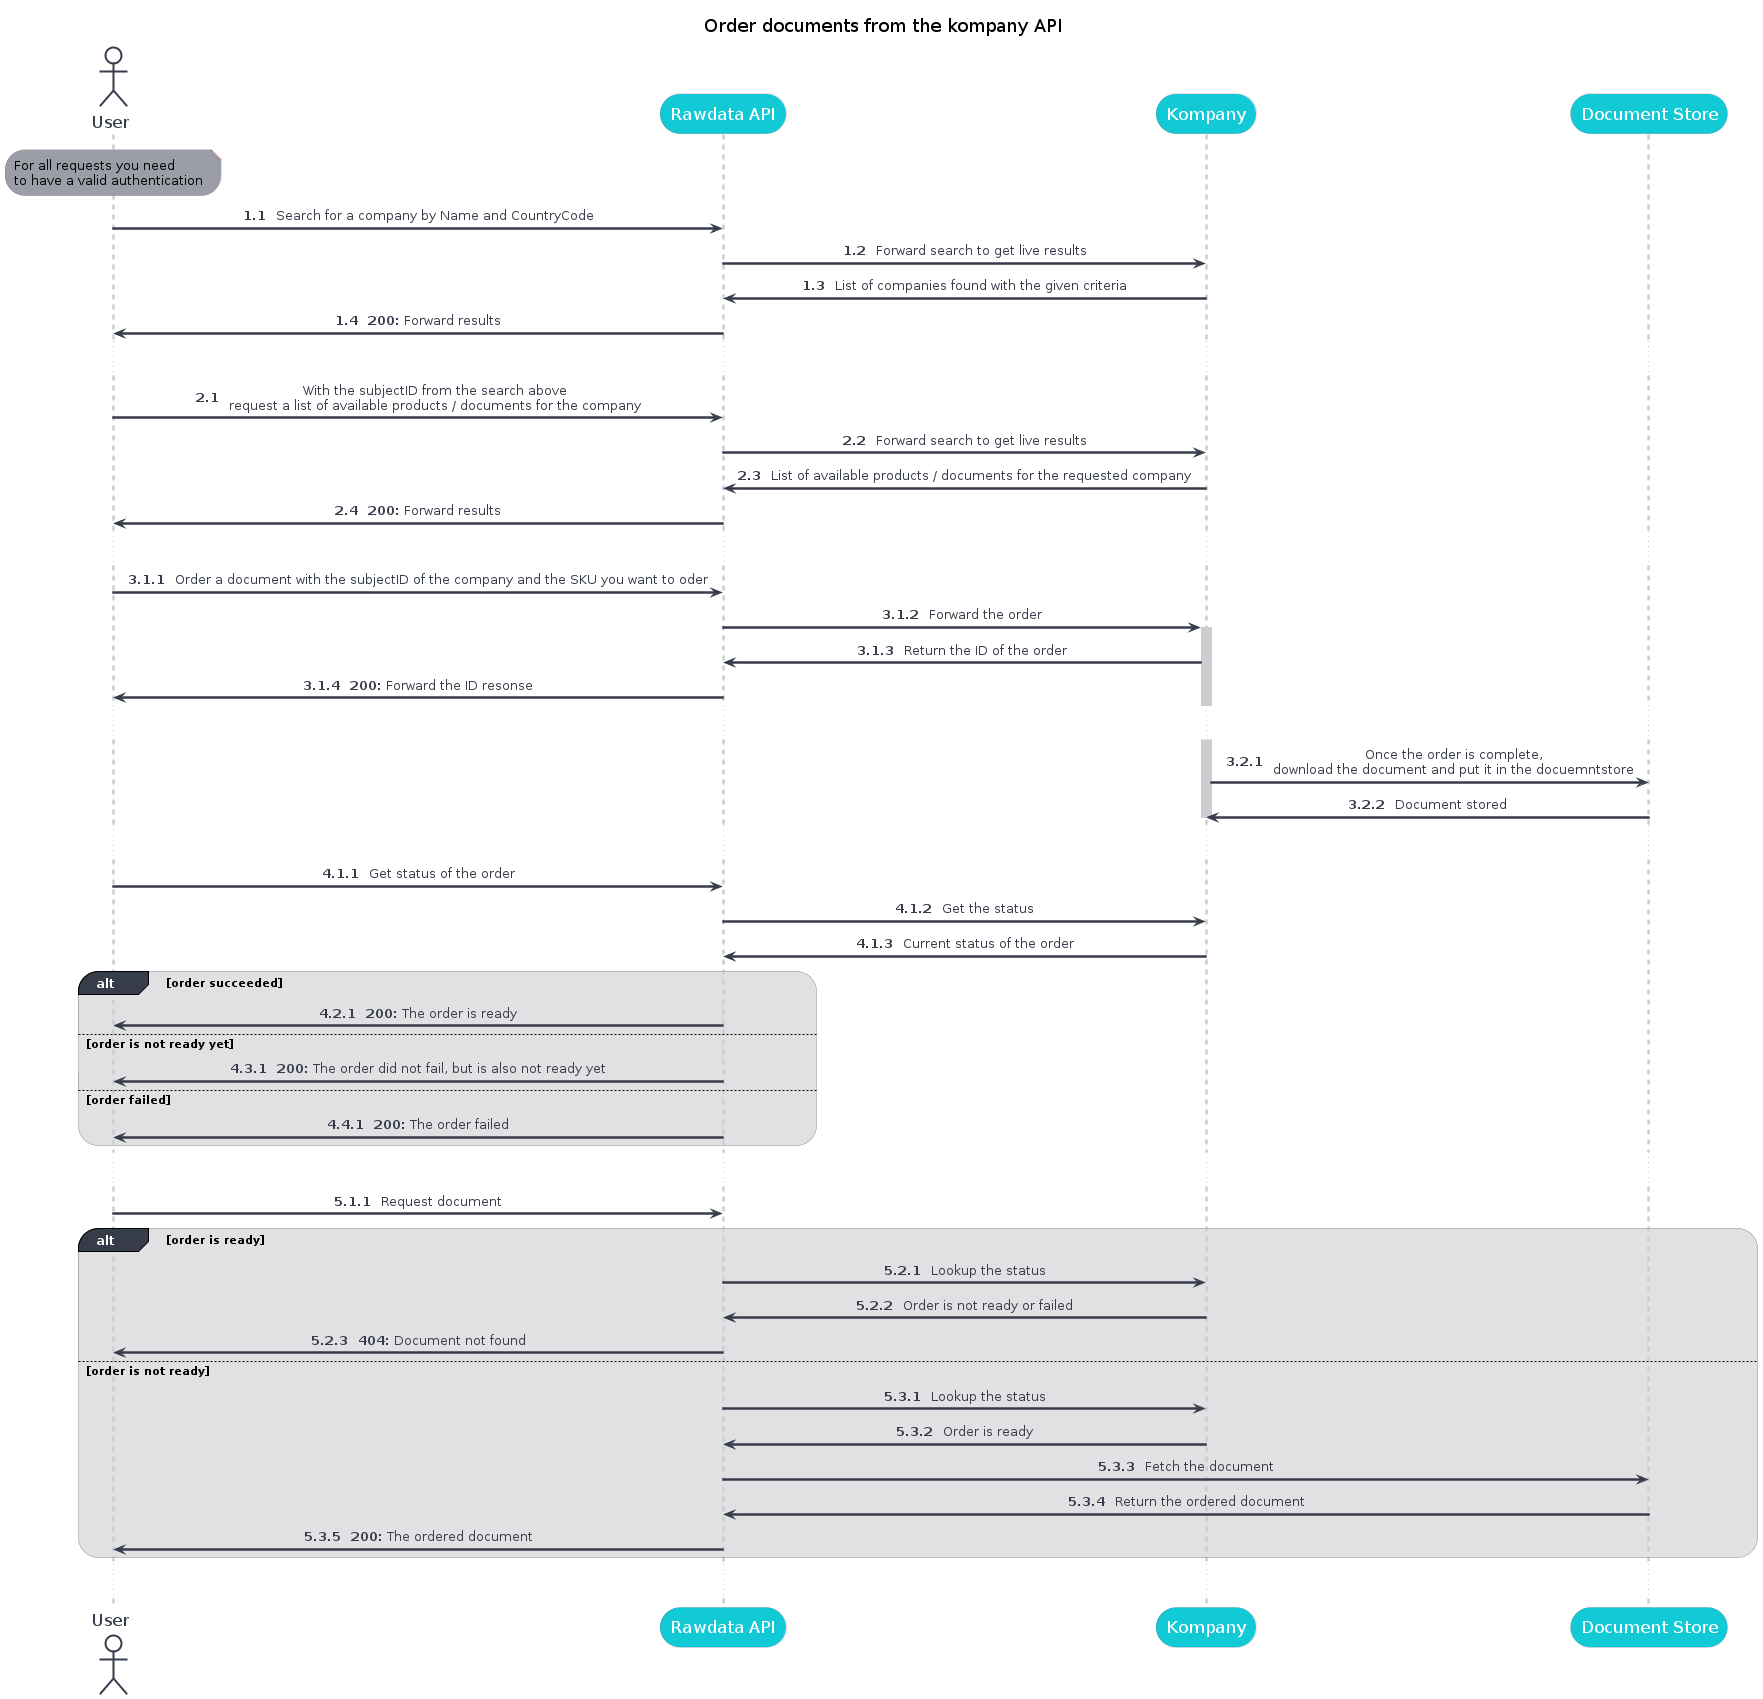 Order documents from the kompany API
User
Rawdata API
Kompany
Document Store
For all requests you need
to have a valid authentication
1.1 Search for a company by Name and CountryCode
1.2 Forward search to get live results
1.3 List of companies found with the given criteria
1.4 200: Forward results
2.1 With the subjectID from the search above
request a list of available products / documents for the company
2.2 Forward search to get live results
2.3 List of available products / documents for the requested company
2.4 200: Forward results
3.1.1 Order a document with the subjectID of the company and the SKU you want to oder
3.1.2 Forward the order
3.1.3 Return the ID of the order
3.1.4 200: Forward the ID resonse
3.2.1 Once the order is complete,
download the document and put it in the docuemntstore
3.2.2 Document stored
4.1.1 Get status of the order
4.1.2 Get the status
4.1.3 Current status of the order
alt [order succeeded]
4.2.1 200: The order is ready
[order is not ready yet]
4.3.1 200: The order did not fail, but is also not ready yet
[order failed]
4.4.1 200: The order failed
5.1.1 Request document
alt [order is ready]
5.2.1 Lookup the status
5.2.2 Order is not ready or failed
5.2.3 404: Document not found
[order is not ready]
5.3.1 Lookup the status
5.3.2 Order is ready
5.3.3 Fetch the document
5.3.4 Return the ordered document
5.3.5 200: The ordered document
User
Rawdata API
Kompany
Document Store